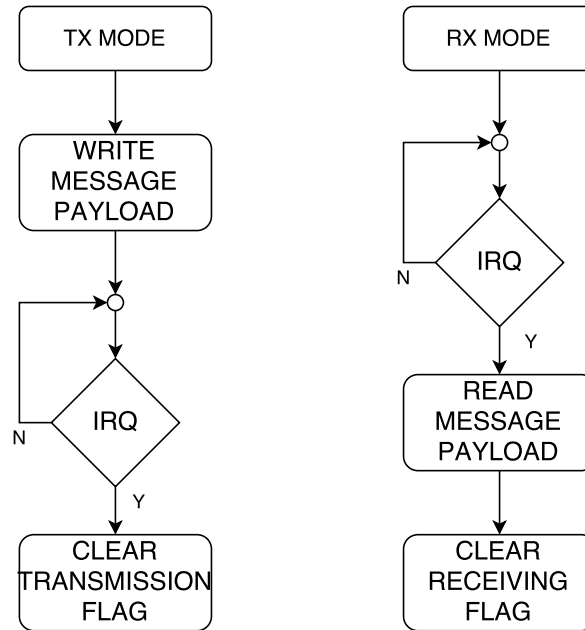 TX MODE
WRITE
MESSAGE
PAYLOAD
IRQ
N
Y
CLEAR
TRANSMISSION
FLAG
RX MODE
IRQ
N
Y
READ
MESSAGE
PAYLOAD
CLEAR
RECEIVING
FLAG